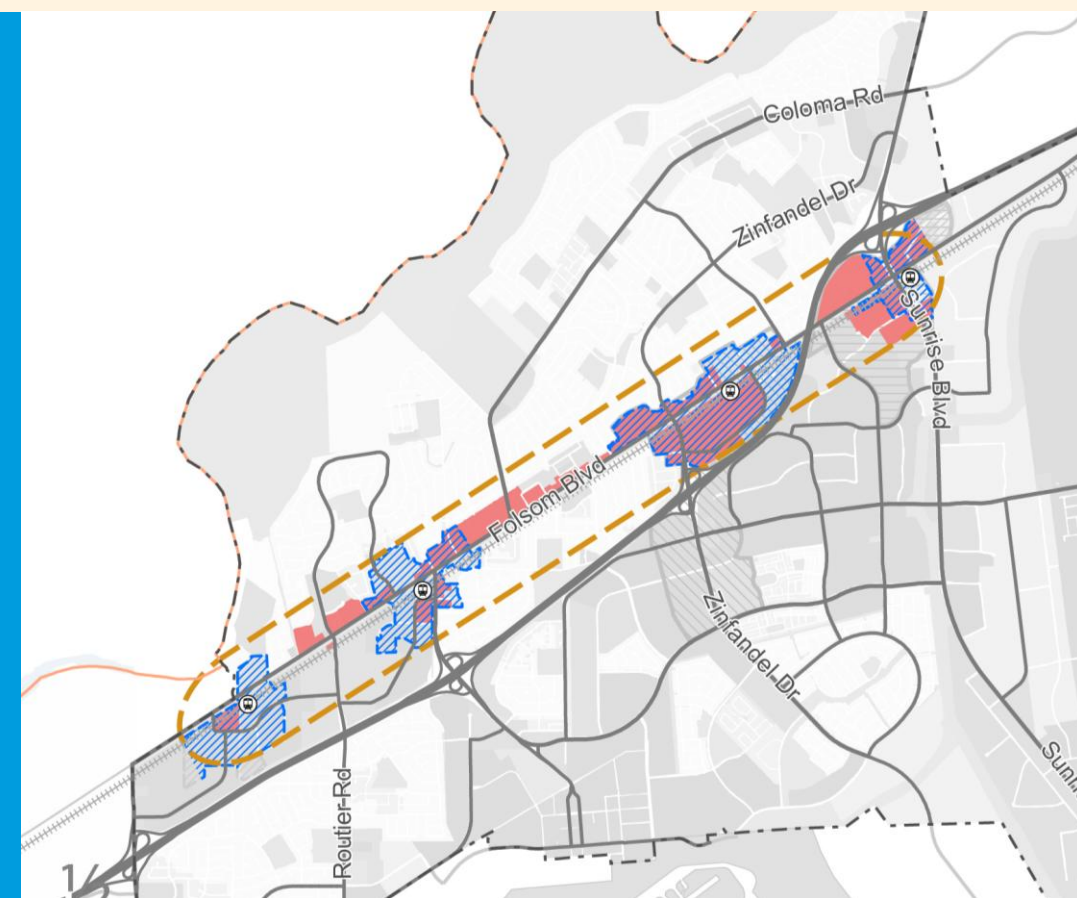 Coloma Rd
Zinfandel Dr
Sunrise Blvd
Folsom Blvd
Zinfandel Dr
Routier Rd